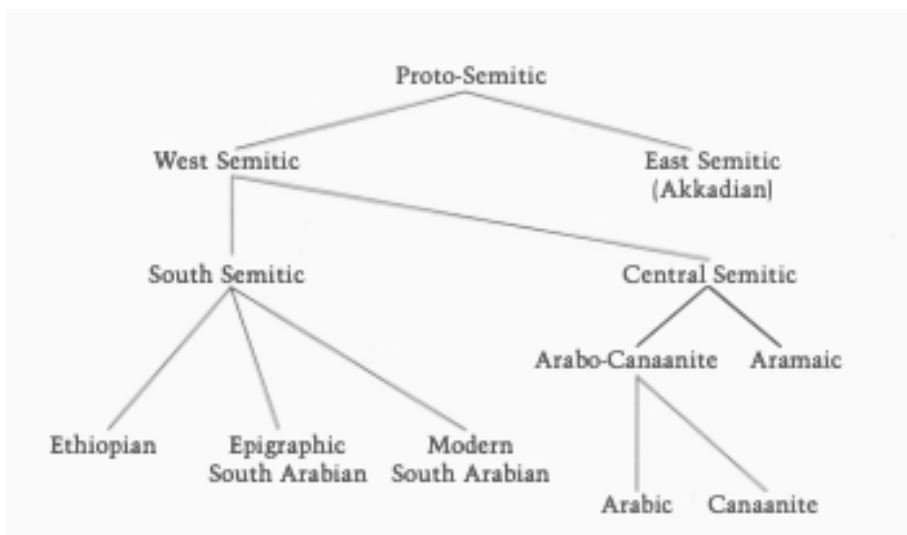 Proto-Semitic
West Semitic
East Semitic
(Akkadian)
South Semitic
Central Semitic
Arabo-Canaanite
Aramaic
Ethiopian
Epigraphic
South Arabian
Modern
South Arabian
Arabic
Canaanite